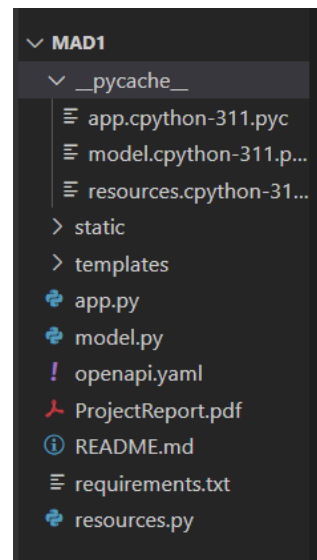 MAD1
__pycache__
app.cpython-311.pyc
model.cpython-311.p...
resources.cpython-31...
static
templates
app.py
model.py
openapi.yaml
ProjectReport.pdf
README.md
requirements.txt
resources.py